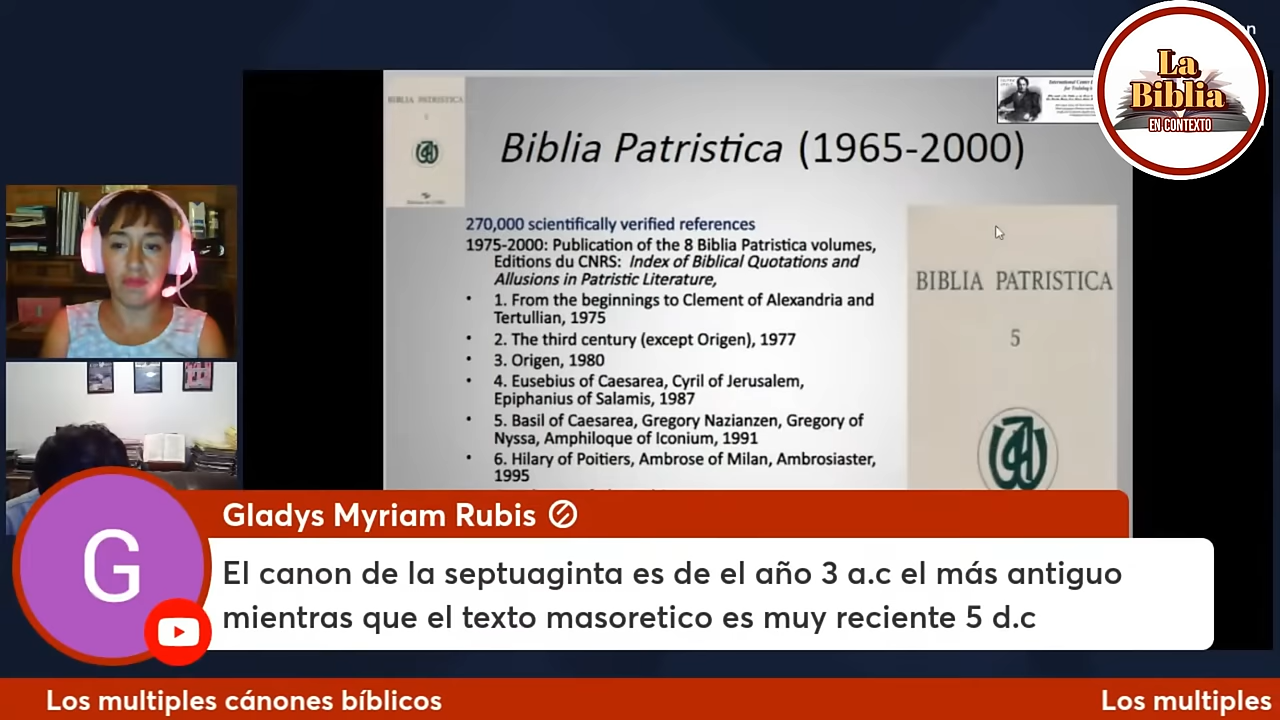 La
Biblia
EN CONTEXTO
BIBLIA PATRISTICA
Biblia Patristica (1965-2000)
270,000 scientifically verified references
1975-2000: Publication of the 8 Biblia Patristica volumes,
Editions du CNRS: Index of Biblical Quotations and
Allusions in Patristic Literature,
• 1. From the beginnings to Clement of Alexandria and
Tertullian, 1975
• 2. The third century (except Origen), 1977
• 3. Origen, 1980
• 4. Eusebius of Caesarea, Cyril of Jerusalem,
Epiphanius of Salamis, 1987
• 5. Basil of Caesarea, Gregory Nazianzen, Gregory of
Nyssa, Amphiloque of Iconium, 1991
• 6. Hilary of Poitiers, Ambrose of Milan, Ambrosiaster,
1995
BIBLIA PATRISTICA
5
G
Gladys Myriam Rubis
El canon de la septuaginta es de el año 3 a.c el más antiguo
mientras que el texto masoretico es muy reciente 5 d.c
Los multiples cánones bíblicos
Los multiples